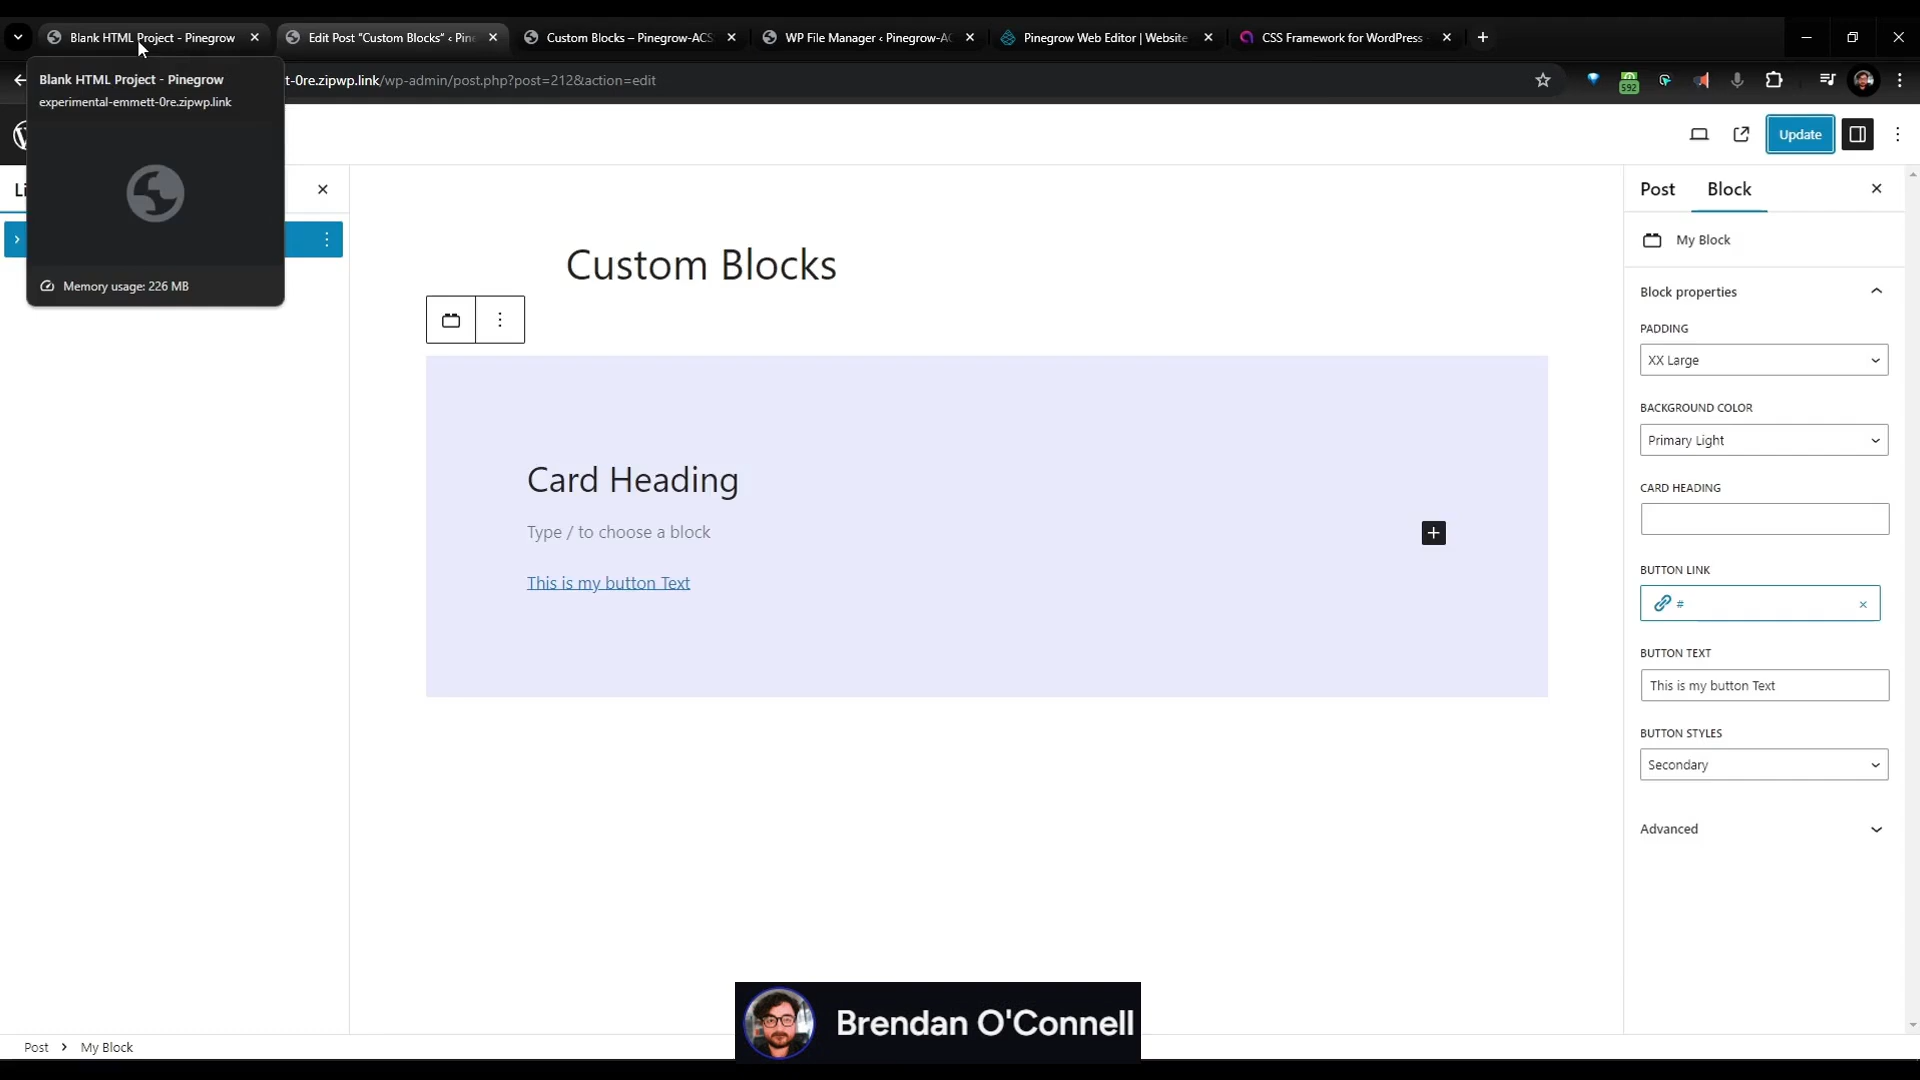 Blank HTML Project - Pinegrow
Edit Post “Custom Blocks” ‹ Pin
Custom Blocks – Pinegrow-ACS
WP File Manager ‹ Pinegrow-AC
Pinegrow Web Editor | Website
CSS Framework for WordPress
Blank HTML Project - Pinegrow
experimental-emmett-0re.zipwp.link
Memory usage: 226 MB
t-0re.zipwp.link/wp-admin/post.php?post=212&action=edit
592
Update
Li
Post
Block
My Block
Block properties
PADDING
XX Large
BACKGROUND COLOR
Primary Light
CARD HEADING
BUTTON LINK
#
BUTTON TEXT
This is my button Text
BUTTON STYLES
Secondary
Advanced
Custom Blocks
Card Heading
Type / to choose a block
This is my button Text
Brendan O'Connell
Post > My Block